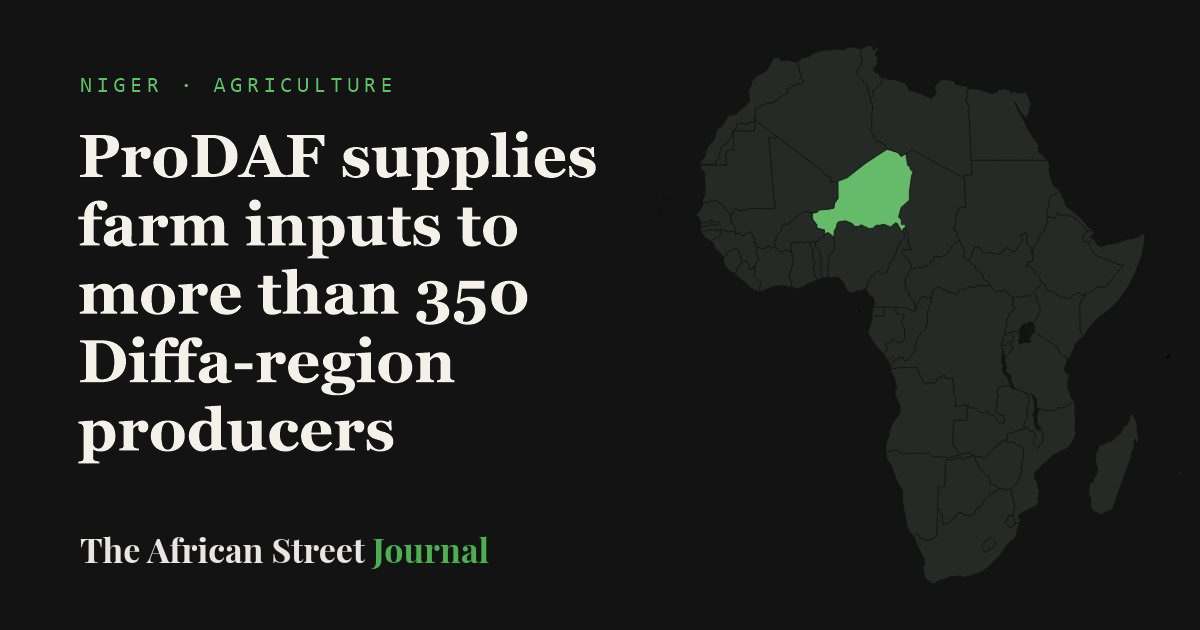 NIGER · AGRICULTURE
ProDAF supplies
farm inputs to
more than 350
Diffa-region
producers
The African Street Journal